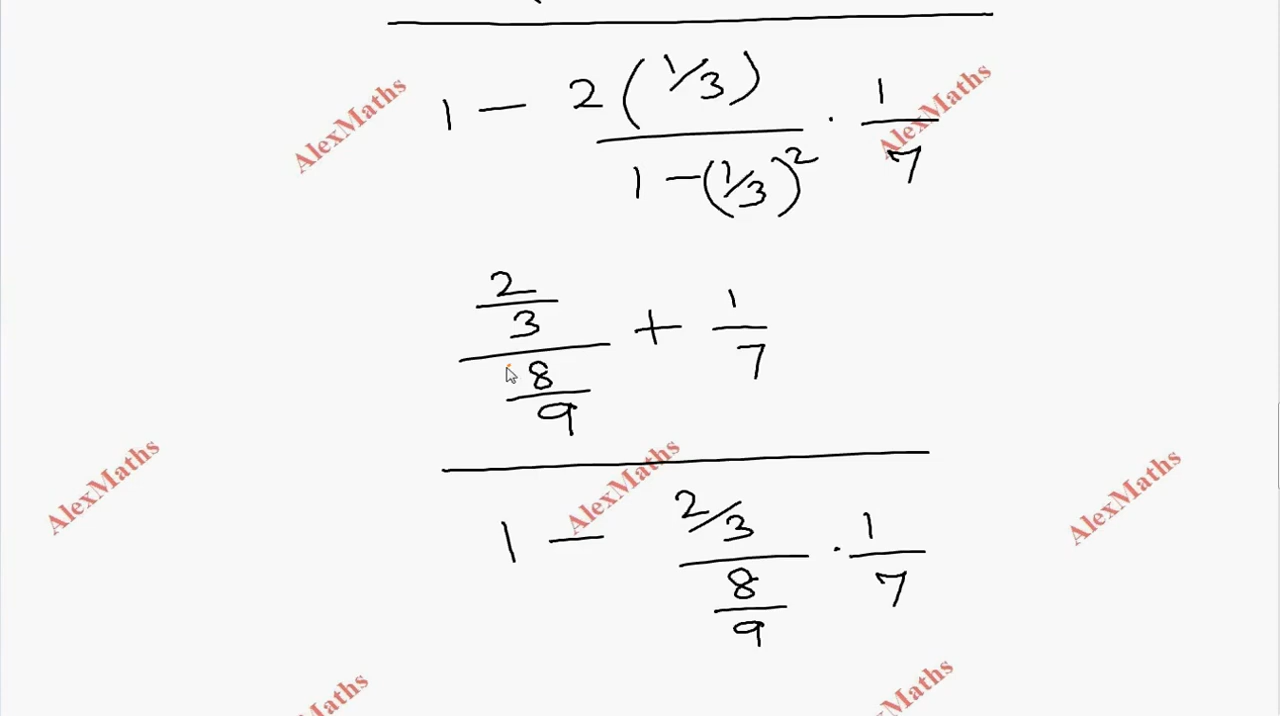 1 - 2(1/3) / 1-(1/3)² · 1/7
AlexMaths AlexMaths
2/3 / 8/9 + 1/7
AlexMaths AlexMaths AlexMaths
1 - 2/3 / 8/9 · 1/7
AlexMaths AlexMaths